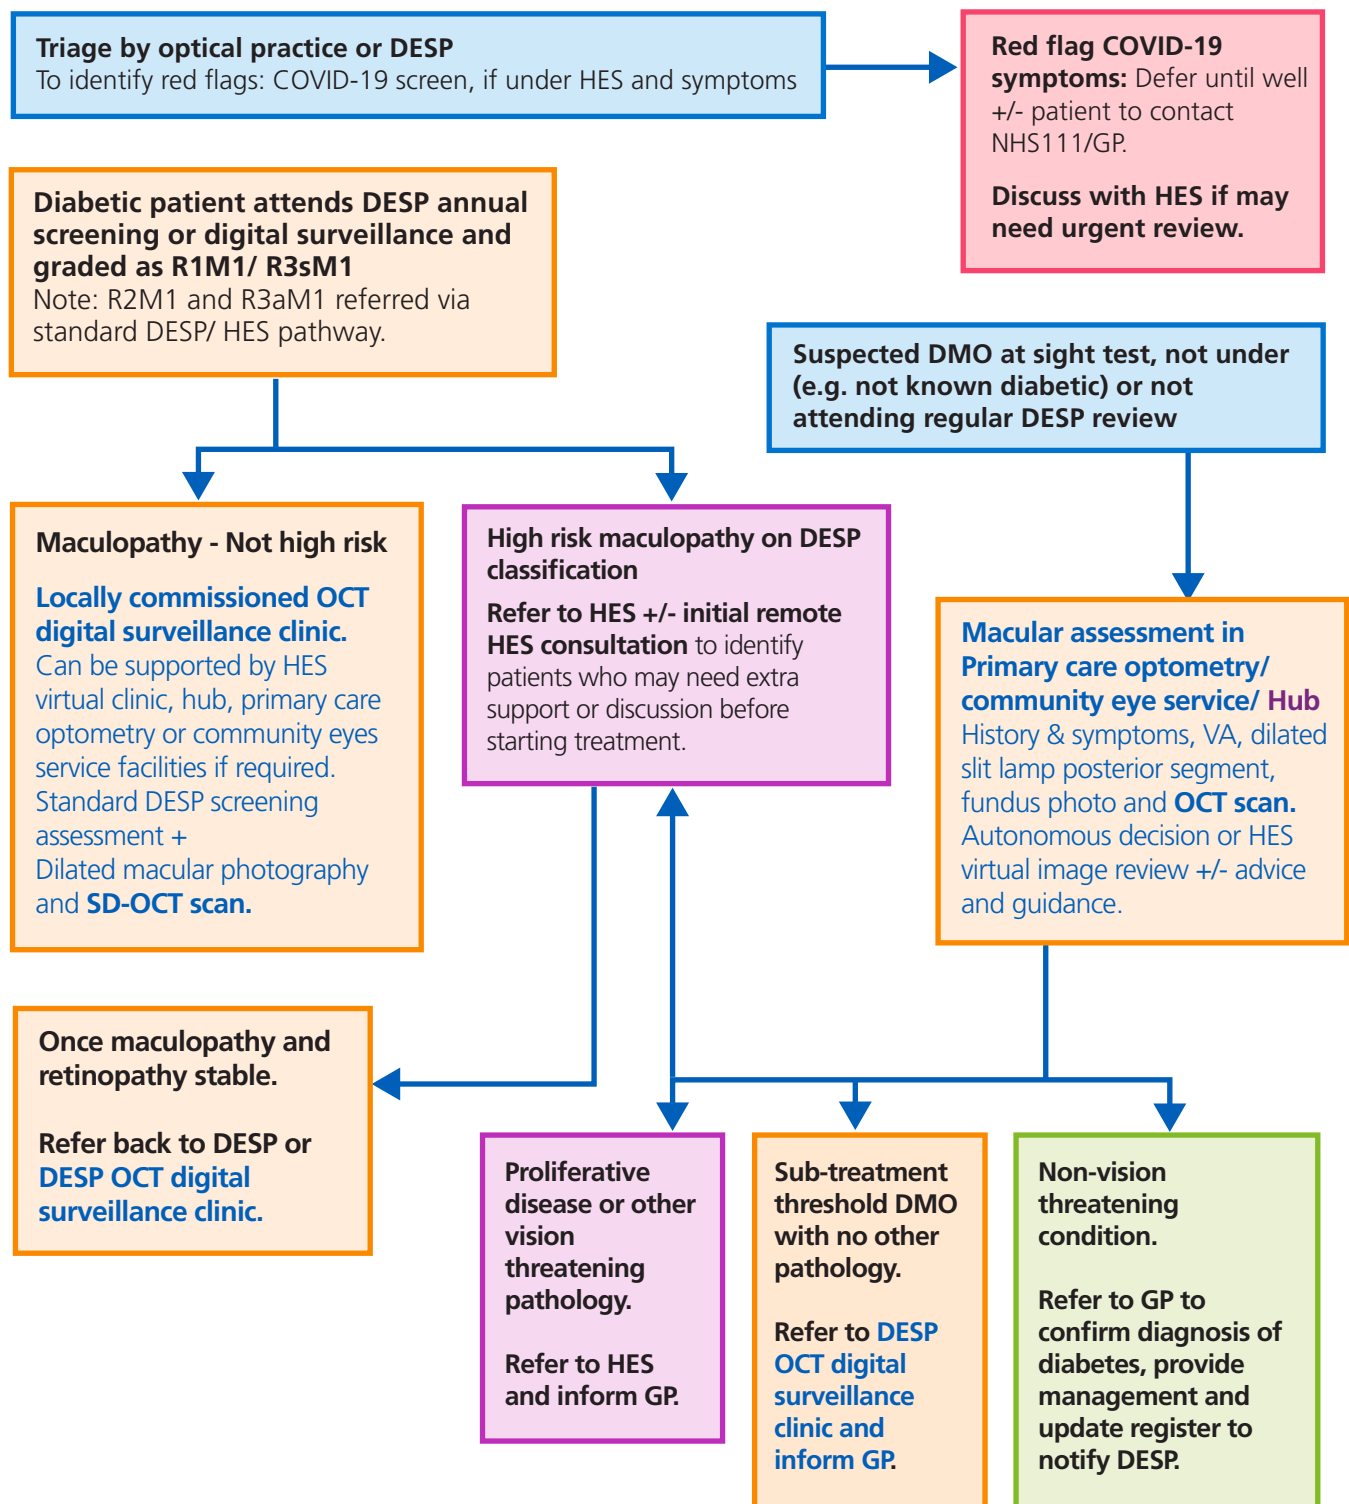 Triage by optical practice or DESP
To identify red flags: COVID-19 screen, if under HES and symptoms
Red flag COVID-19
symptoms: Defer until well
+/- patient to contact
NHS111/GP.
Discuss with HES if may
need urgent review.
Diabetic patient attends DESP annual
screening or digital surveillance and
graded as R1M1/ R3sM1
Note: R2M1 and R3aM1 referred via
standard DESP/ HES pathway.
Suspected DMO at sight test, not under
(e.g. not known diabetic) or not
attending regular DESP review
Maculopathy - Not high risk
Locally commissioned OCT
digital surveillance clinic.
Can be supported by HES
virtual clinic, hub, primary care
optometry or community eyes
service facilities if required.
Standard DESP screening
assessment +
Dilated macular photography
and SD-OCT scan.
High risk maculopathy on DESP
classification
Refer to HES +/- initial remote
HES consultation to identify
patients who may need extra
support or discussion before
starting treatment.
Macular assessment in
Primary care optometry/
community eye service/ Hub
History & symptoms, VA, dilated
slit lamp posterior segment,
fundus photo and OCT scan.
Autonomous decision or HES
virtual image review +/- advice
and guidance.
Once maculopathy and
retinopathy stable.
Refer back to DESP or
DESP OCT digital
surveillance clinic.
Proliferative
disease or other
vision
threatening
pathology.
Refer to HES
and inform GP.
Sub-treatment
threshold DMO
with no other
pathology.
Refer to DESP
OCT digital
surveillance
clinic and
inform GP.
Non-vision
threatening
condition.
Refer to GP to
confirm diagnosis of
diabetes, provide
management and
update register to
notify DESP.